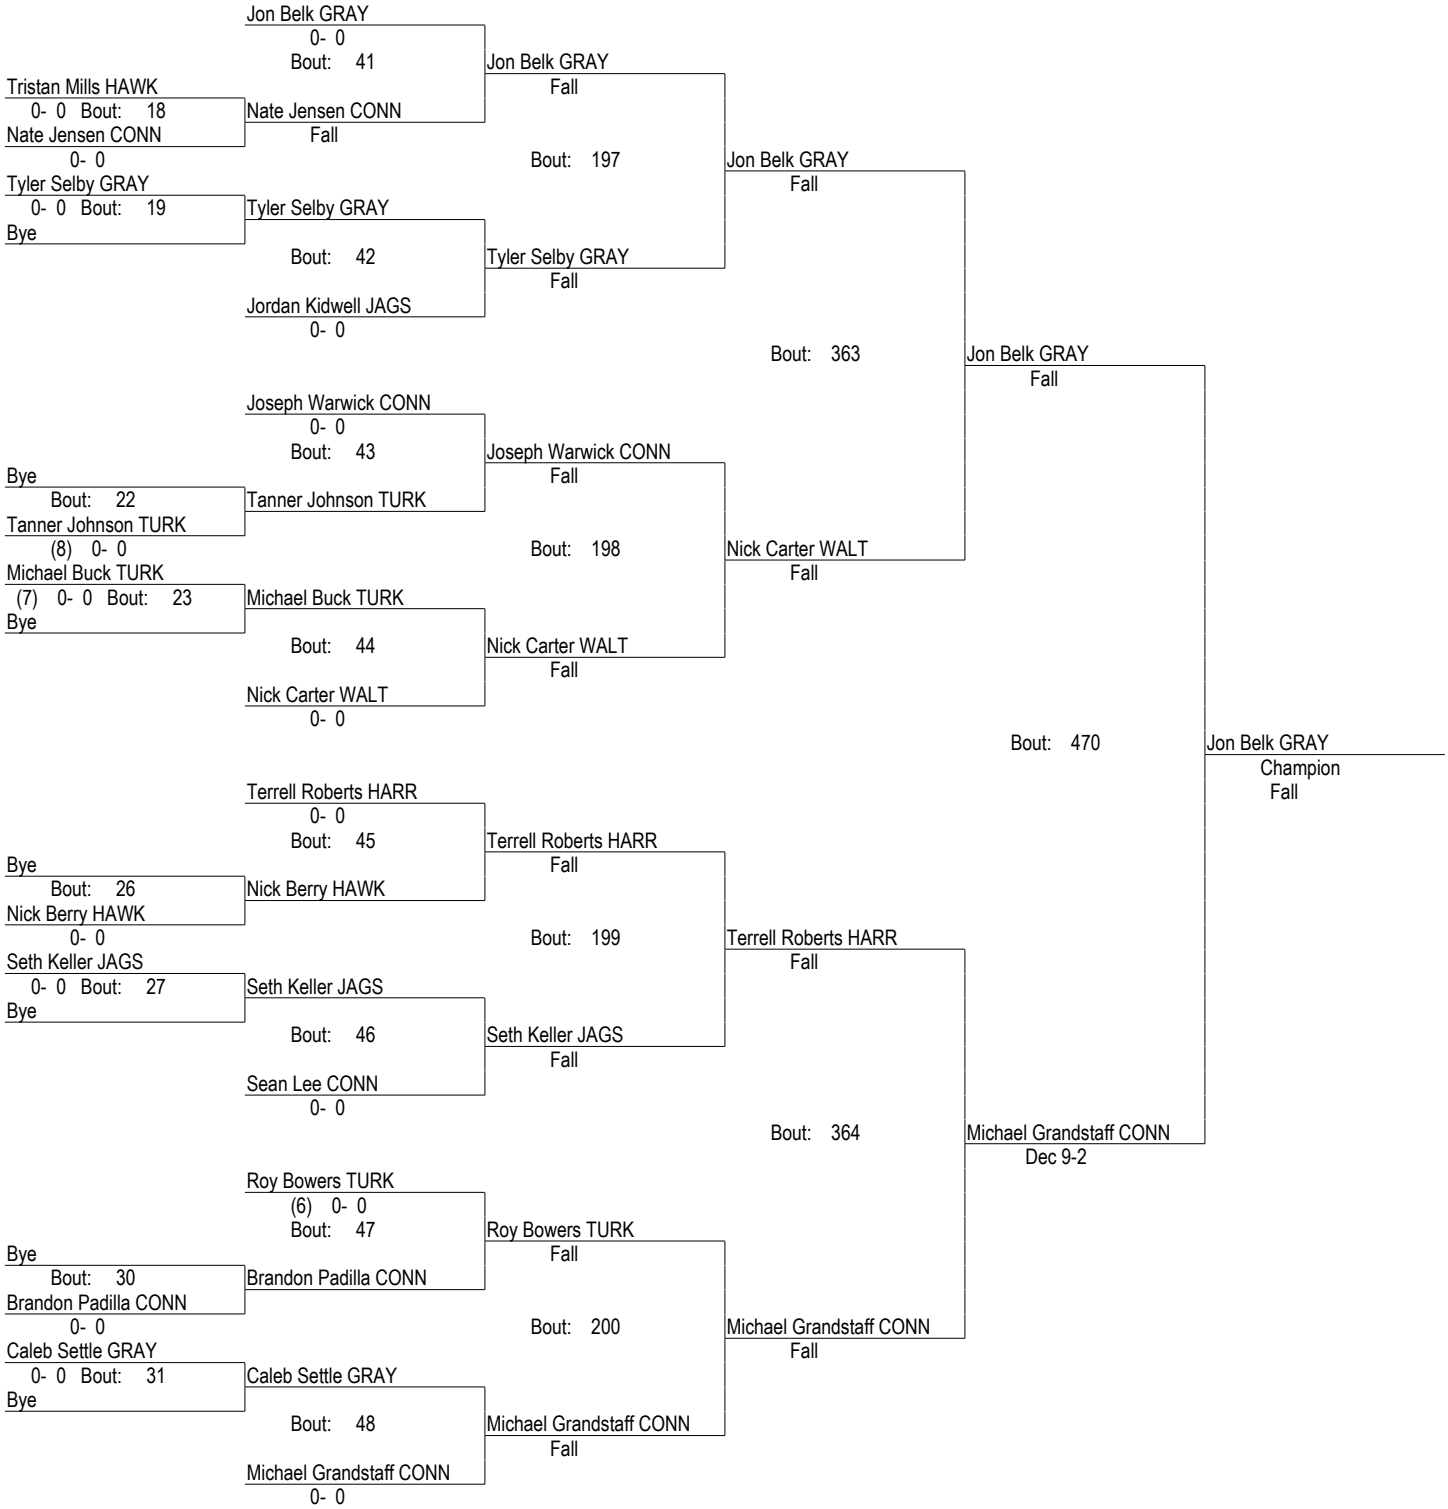 Jon Belk GRAY
0- 0
Bout: 41
Jon Belk GRAY
Fall
Tristan Mills HAWK
0- 0 Bout: 18
Nate Jensen CONN
Nate Jensen CONN
Fall
0- 0
Bout: 197
Jon Belk GRAY
Fall
Tyler Selby GRAY
0- 0 Bout: 19
Tyler Selby GRAY
Bye
Bout: 42
Tyler Selby GRAY
Fall
Jordan Kidwell JAGS
0- 0
Bout: 363
Jon Belk GRAY
Fall
Joseph Warwick CONN
0- 0
Bout: 43
Joseph Warwick CONN
Fall
Bye
Bout: 22
Tanner Johnson TURK
Tanner Johnson TURK
(8) 0- 0
Bout: 198
Nick Carter WALT
Fall
Michael Buck TURK
(7) 0- 0 Bout: 23
Michael Buck TURK
Bye
Bout: 44
Nick Carter WALT
Fall
Nick Carter WALT
0- 0
Bout: 470
Jon Belk GRAY
Champion
Fall
Terrell Roberts HARR
0- 0
Bout: 45
Terrell Roberts HARR
Fall
Bye
Bout: 26
Nick Berry HAWK
Nick Berry HAWK
0- 0
Bout: 199
Terrell Roberts HARR
Fall
Seth Keller JAGS
0- 0 Bout: 27
Seth Keller JAGS
Bye
Bout: 46
Seth Keller JAGS
Fall
Sean Lee CONN
0- 0
Bout: 364
Michael Grandstaff CONN
Dec 9-2
Roy Bowers TURK
(6) 0- 0
Bout: 47
Roy Bowers TURK
Fall
Bye
Bout: 30
Brandon Padilla CONN
Brandon Padilla CONN
0- 0
Bout: 200
Michael Grandstaff CONN
Fall
Caleb Settle GRAY
0- 0 Bout: 31
Caleb Settle GRAY
Bye
Bout: 48
Michael Grandstaff CONN
Fall
Michael Grandstaff CONN
0- 0